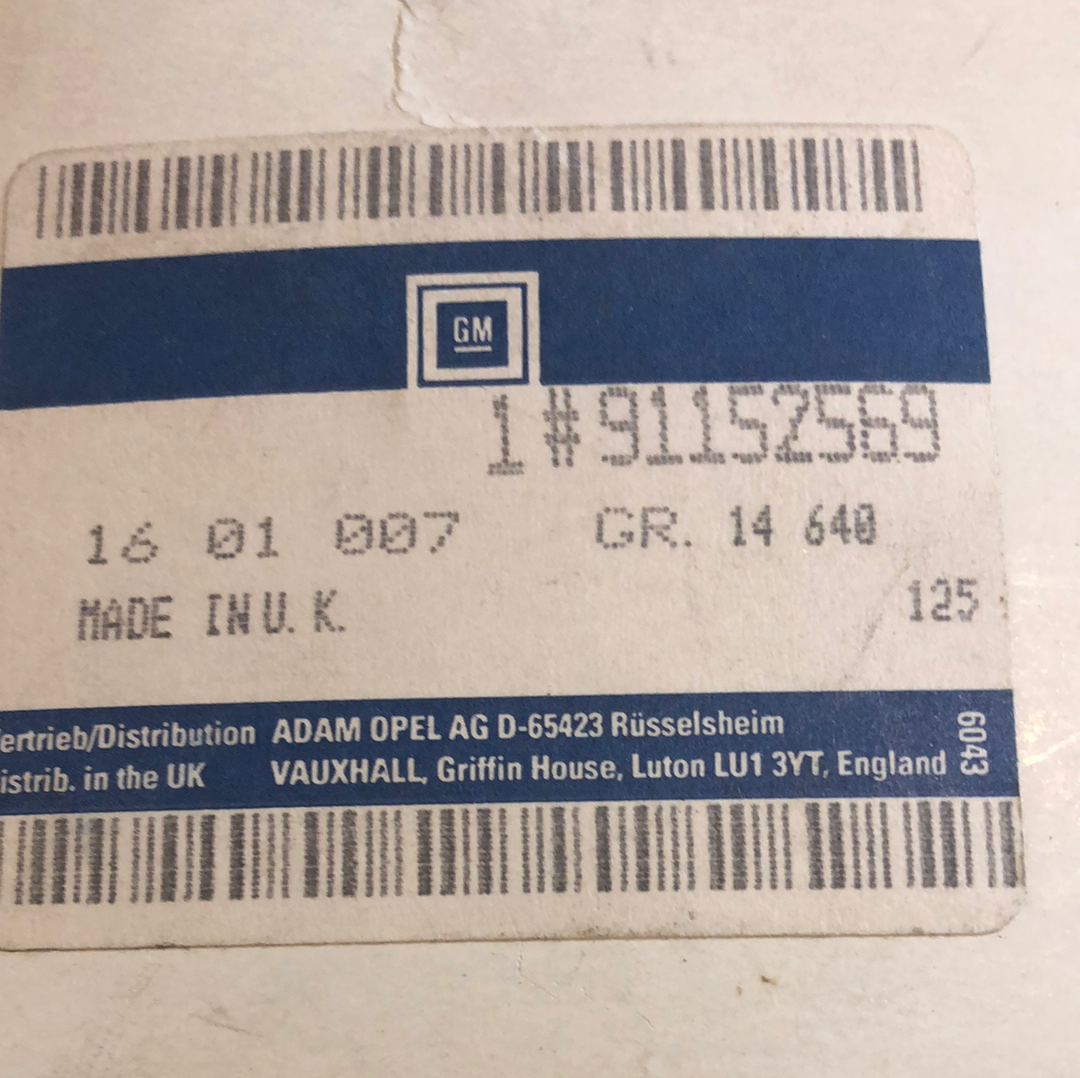 GM
1#91152569
16 01 007 GR. 14 640
MADE IN U. K. 125
ertrieb/Distribution ADAM OPEL AG D-65423 Rüsselsheim
istrib. in the UK VAUXHALL, Griffin House, Luton LU1 3YT, England
6043